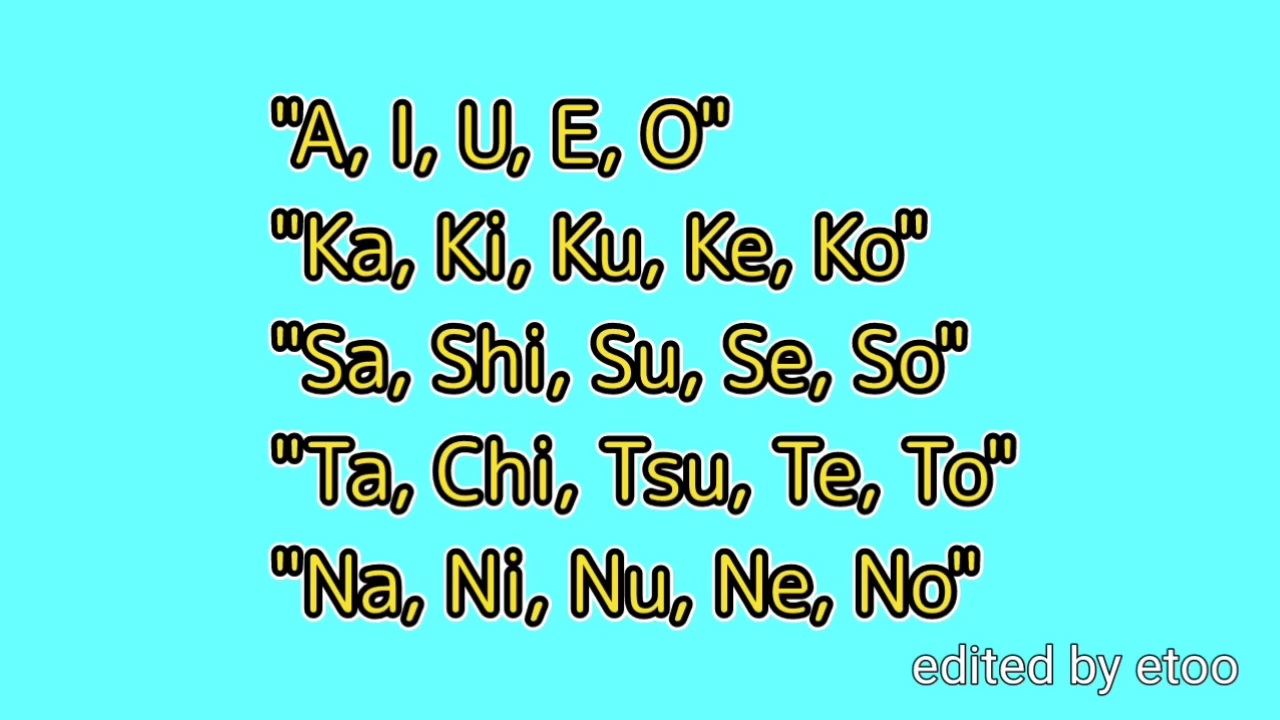 "A, I, U, E, O"
"Ka, Ki, Ku, Ke, Ko"
"Sa, Shi, Su, Se, So"
"Ta, Chi, Tsu, Te, To"
"Na, Ni, Nu, Ne, No"
edited by etoo